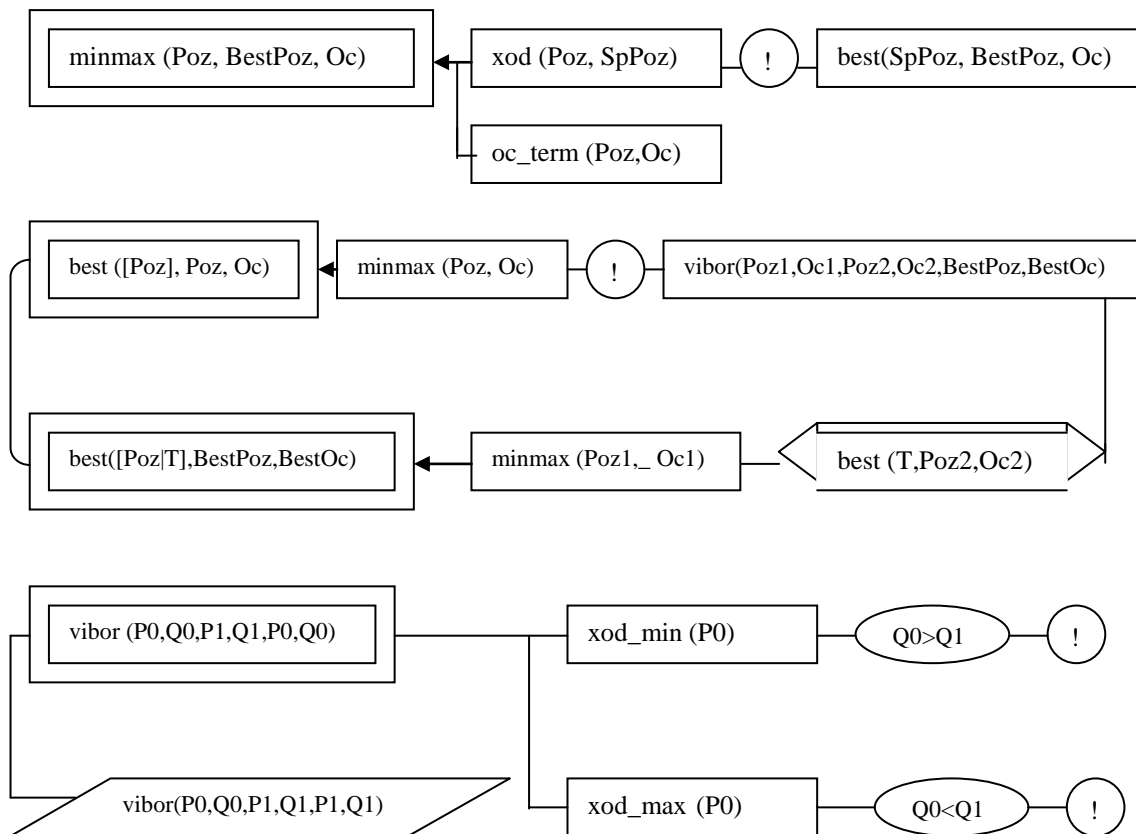 minmax (Poz, BestPoz, Oc)
xod (Poz, SpPoz)
!
best(SpPoz, BestPoz, Oc)
oc_term (Poz,Oc)
best ([Poz], Poz, Oc)
minmax (Poz, Oc)
!
vibor(Poz1,Oc1,Poz2,Oc2,BestPoz,BestOc)
best([Poz|T],BestPoz,BestOc)
minmax (Poz1,_ Oc1)
best (T,Poz2,Oc2)
vibor (P0,Q0,P1,Q1,P0,Q0)
xod_min (P0)
Q0>Q1
!
vibor(P0,Q0,P1,Q1,P1,Q1)
xod_max (P0)
Q0<Q1
!